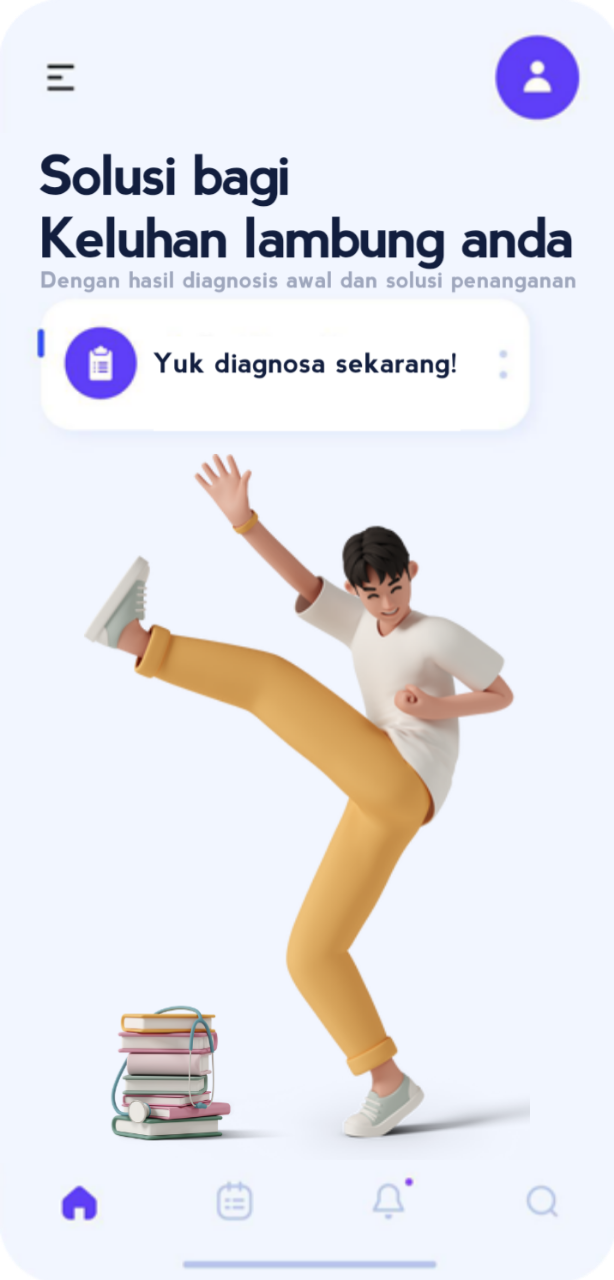 Solusi bagi
Keluhan lambung anda
Dengan hasil diagnosis awal dan solusi penanganan
Yuk diagnosa sekarang!